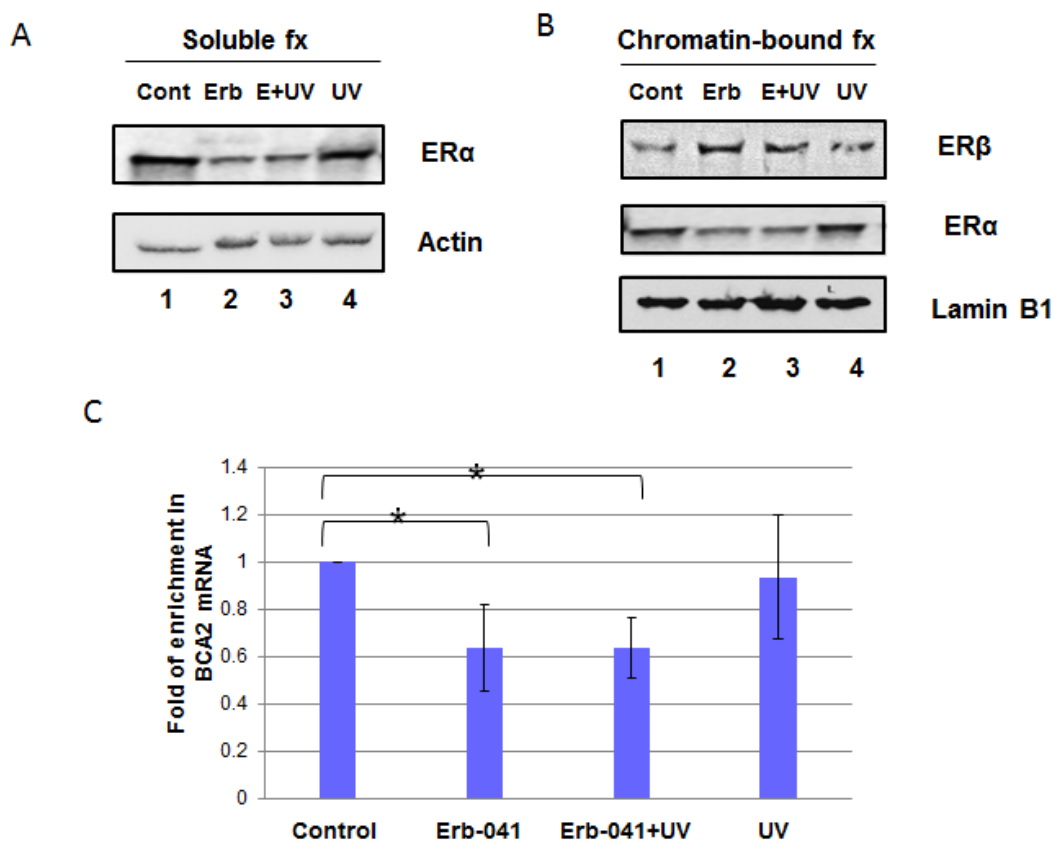 A
Soluble fx
Cont Erb E+UV UV
ERα
Actin
1 2 3 4
B
Chromatin-bound fx
Cont Erb E+UV UV
ERβ
ERα
Lamin B1
1 2 3 4
C
Fold of enrichment in
BCA2 mRNA
1.4
1.2
1
0.8
0.6
0.4
0.2
0
*
*
Control Erb-041 Erb-041+UV UV